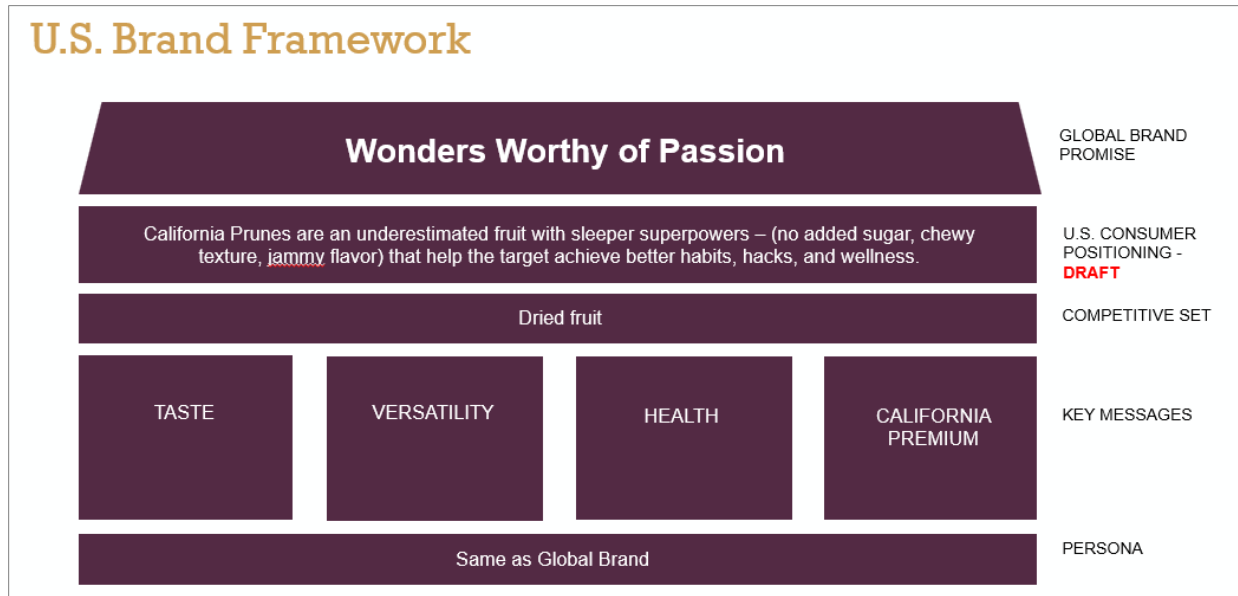 U.S. Brand Framework
Wonders Worthy of Passion
GLOBAL BRAND
PROMISE
California Prunes are an underestimated fruit with sleeper superpowers – (no added sugar, chewy
texture, jammy flavor) that help the target achieve better habits, hacks, and wellness.
U.S. CONSUMER
POSITIONING -
DRAFT
Dried fruit
COMPETITIVE SET
TASTE
VERSATILITY
HEALTH
CALIFORNIA
PREMIUM
KEY MESSAGES
Same as Global Brand
PERSONA